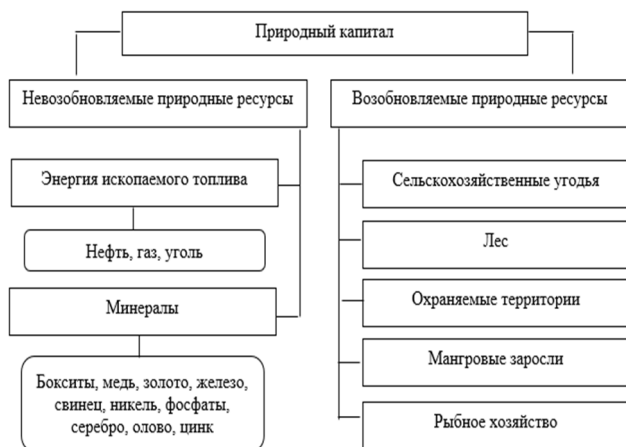 Природный капитал
Невозобновляемые природные ресурсы
Возобновляемые природные ресурсы
Энергия ископаемого топлива
Нефть, газ, уголь
Минералы
Бокситы, медь, золото, железо,
свинец, никель, фосфаты,
серебро, олово, цинк
Сельскохозяйственные угодья
Лес
Охраняемые территории
Мангровые заросли
Рыбное хозяйство